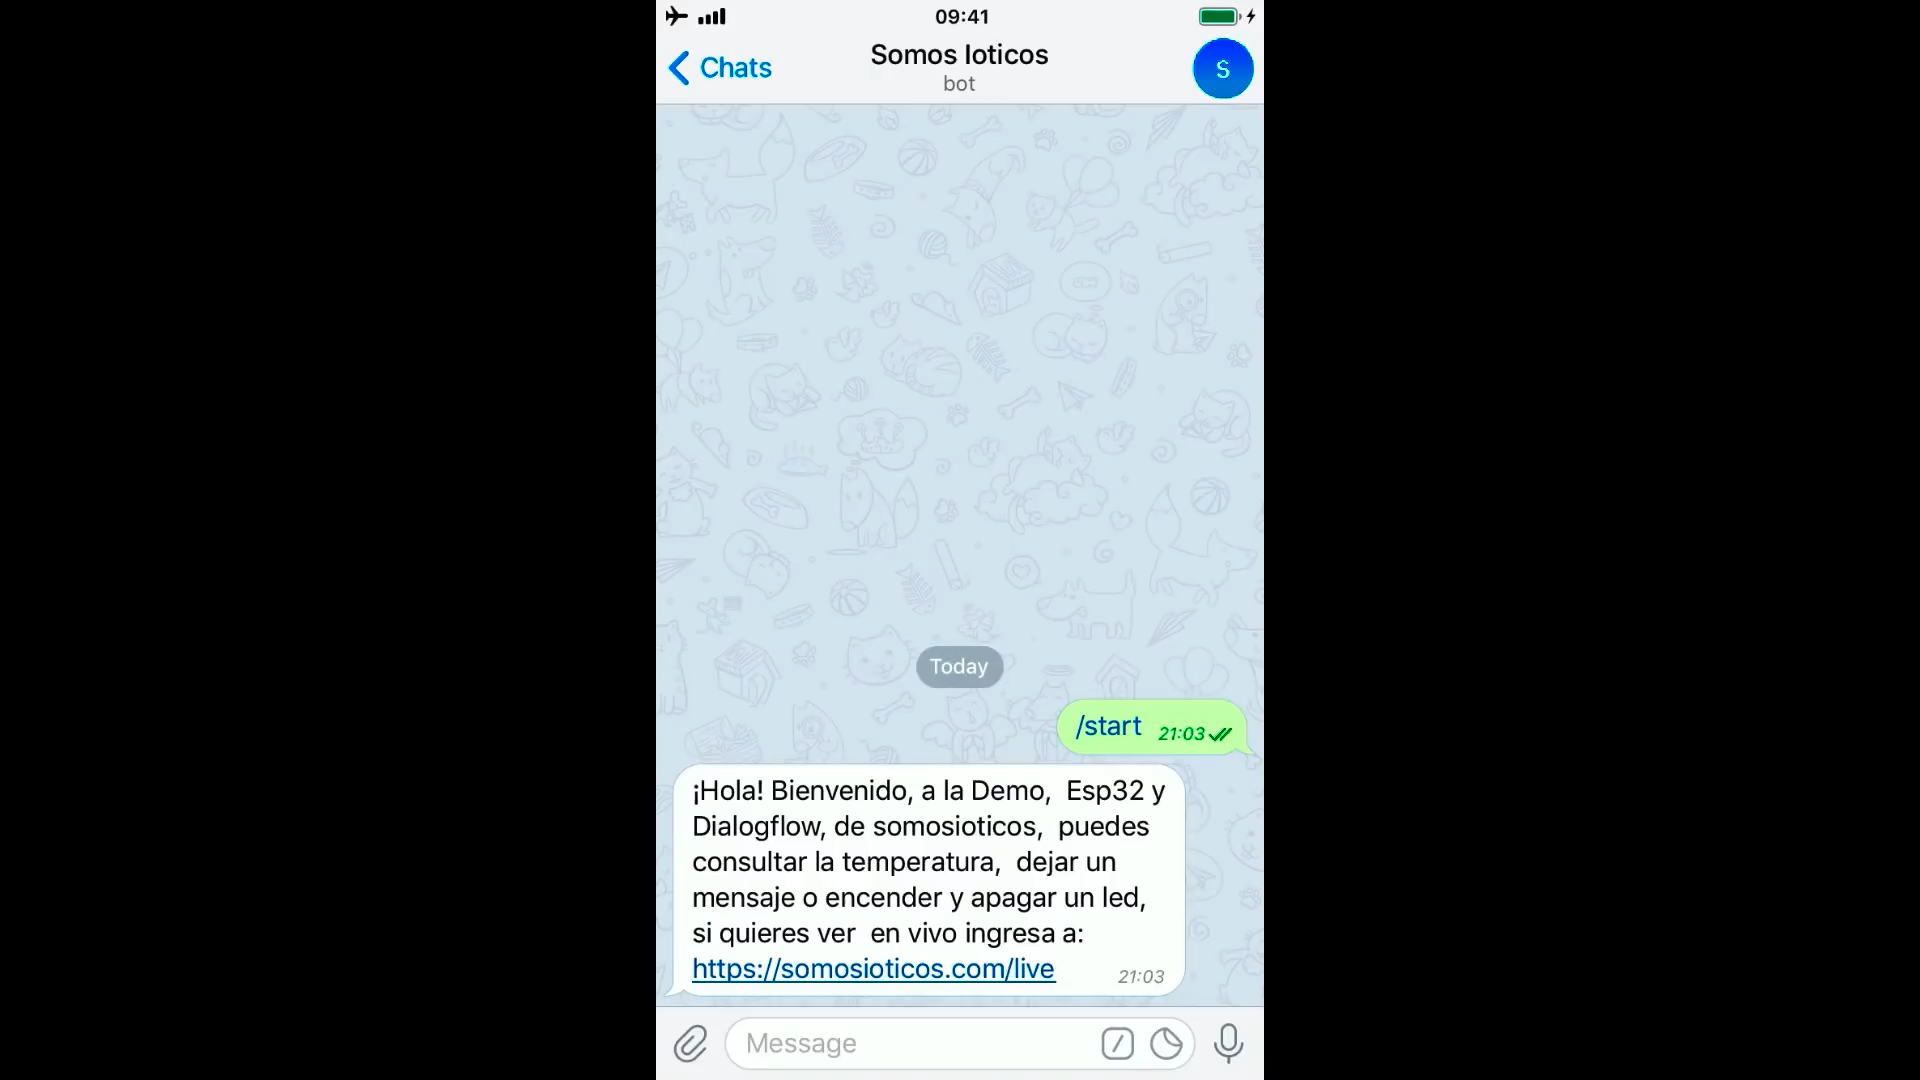 09:41
Chats
Somos Ioticos
bot
S
Today
/start 21:03
¡Hola! Bienvenido, a la Demo,  Esp32 y
Dialogflow, de somosioticos,  puedes
consultar la temperatura,  dejar un
mensaje o encender y apagar un led,
si quieres ver  en vivo ingresa a:
https://somosioticos.com/live 21:03
Message